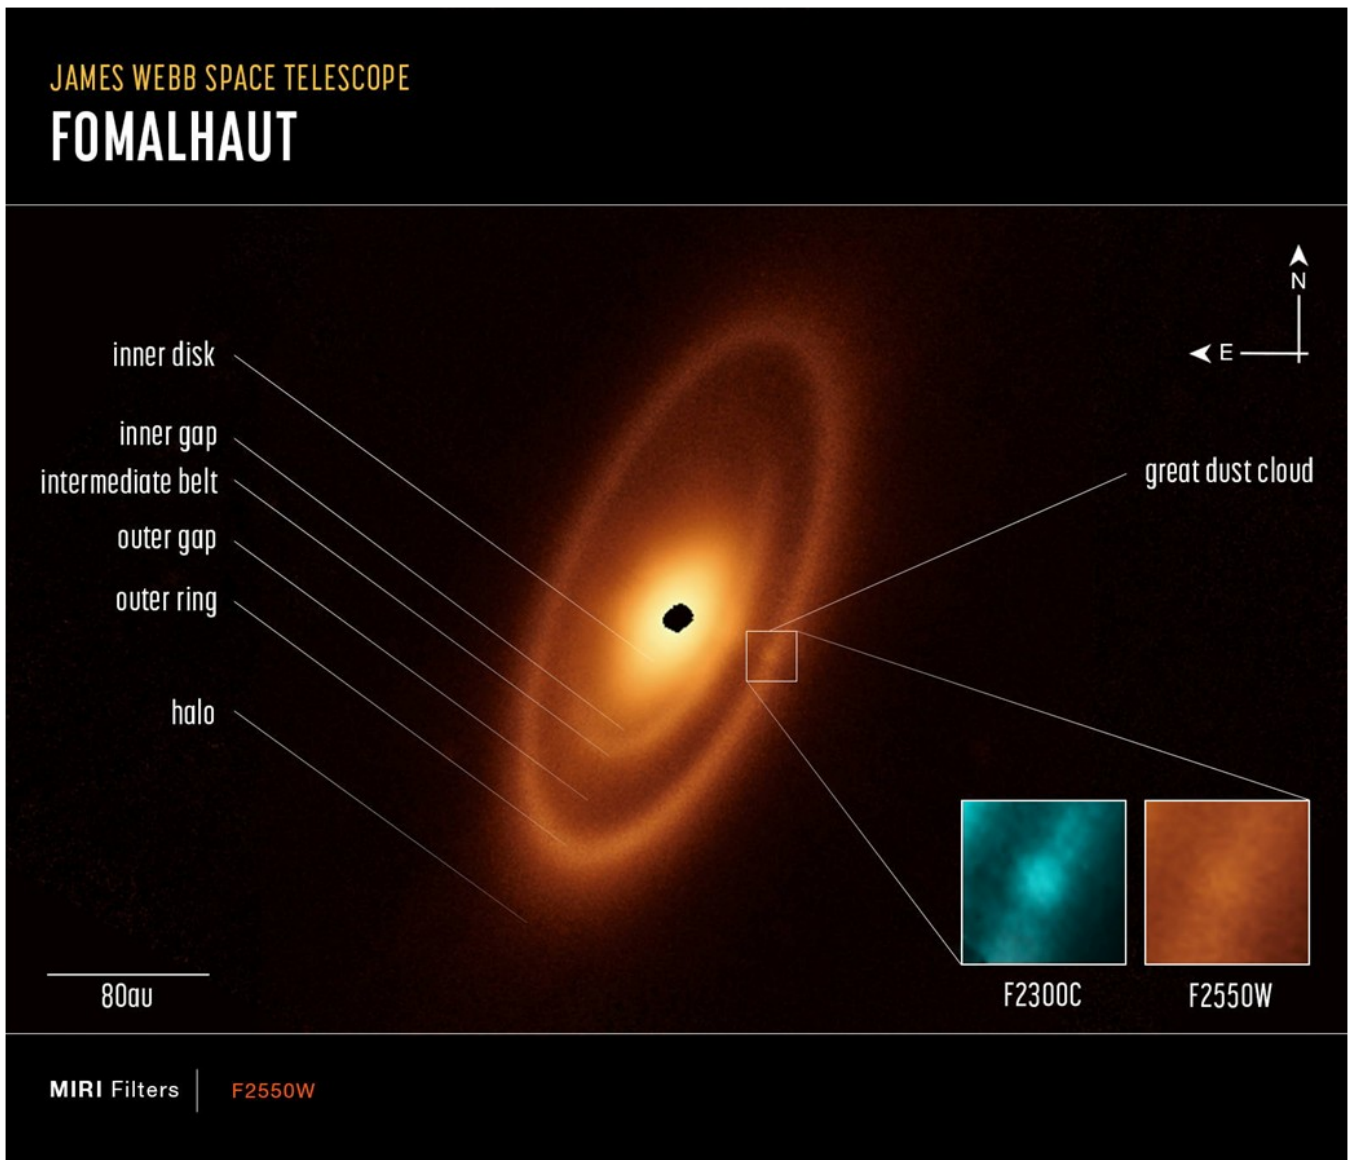 JAMES WEBB SPACE TELESCOPE
FOMALHAUT
N
E
inner disk
inner gap
intermediate belt
outer gap
outer ring
halo
great dust cloud
80au
F2300C
F2550W
MIRI Filters
F2550W